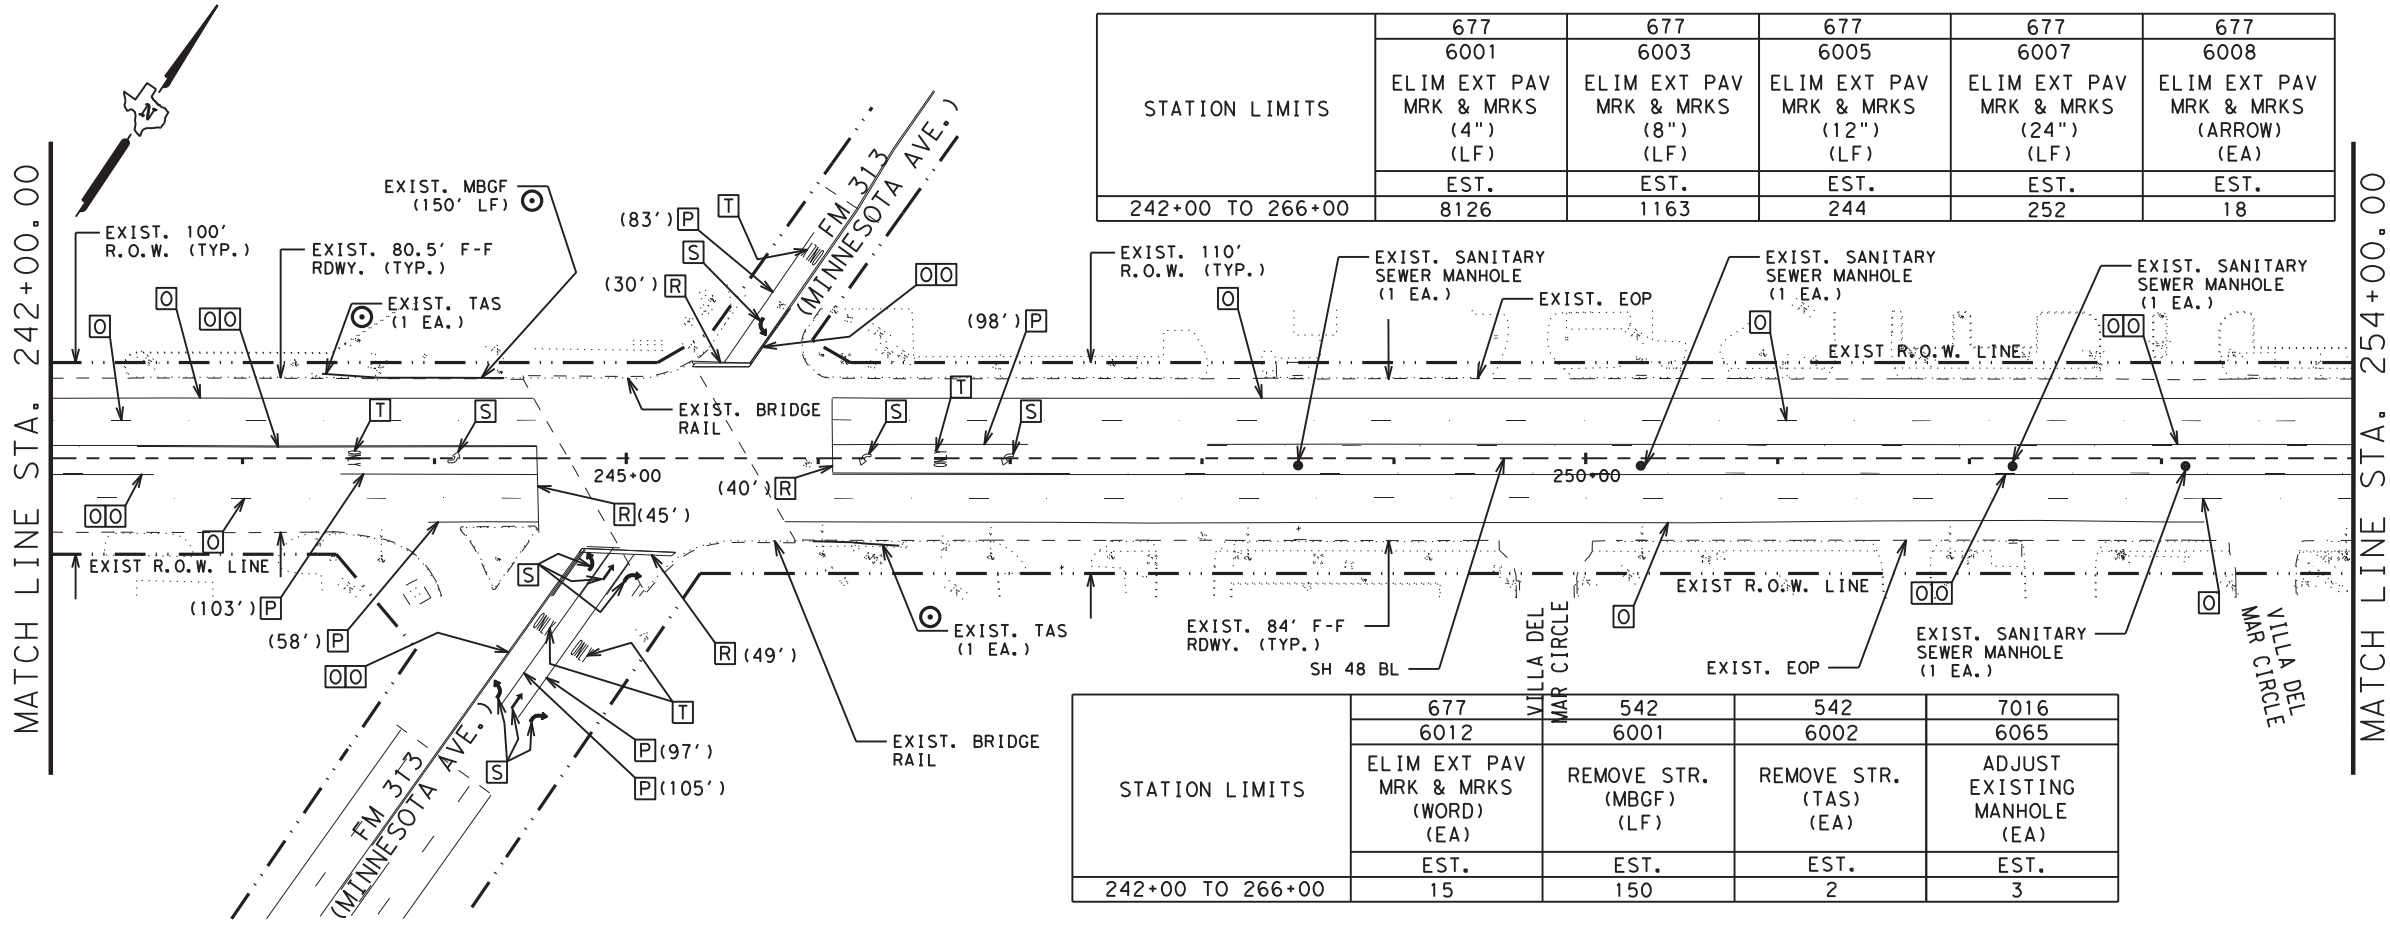 N
MATCH LINE STA. 242+00.00
MATCH LINE STA. 254+00.00
STATION LIMITS
677 677 677 677 677
6001 6003 6005 6007 6008
ELIM EXT PAV ELIM EXT PAV ELIM EXT PAV ELIM EXT PAV ELIM EXT PAV
MRK & MRKS MRK & MRKS MRK & MRKS MRK & MRKS MRK & MRKS
(4") (8") (12") (24") (ARROW)
(LF) (LF) (LF) (LF) (EA)
EST. EST. EST. EST. EST.
242+00 TO 266+00 8126 1163 244 252 18
EXIST. MBGF
(150' LF)
EXIST. 100'
R.O.W. (TYP.)
EXIST. 80.5' F-F
RDWY. (TYP.)
EXIST. TAS
(1 EA.)
O
O
OO
(83') P
T
S
(30') R
FM 313
(MINNESOTA AVE.)
OO
(98') P
EXIST. 110'
R.O.W. (TYP.)
O
EXIST. SANITARY
SEWER MANHOLE
(1 EA.)
EXIST. EOP
EXIST. SANITARY
SEWER MANHOLE
(1 EA.)
O
EXIST. SANITARY
SEWER MANHOLE
(1 EA.)
OO
EXIST R.O.W. LINE
T
S
EXIST. BRIDGE
RAIL
S
T
S
245+00
250+00
(40') R
R (45')
OO
O
EXIST R.O.W. LINE
(103') P
(58') P
OO
S
R (49')
T
S
P (97')
P (105')
FM 313
(MINNESOTA AVE.)
EXIST. BRIDGE
RAIL
EXIST. TAS
(1 EA.)
EXIST. 84' F-F
RDWY. (TYP.)
SH 48 BL
VILLA DEL
MAR CIRCLE
O
EXIST R.O.W. LINE
EXIST. EOP
OO
EXIST. SANITARY
SEWER MANHOLE
(1 EA.)
O
VILLA DEL
MAR CIRCLE
STATION LIMITS
677 542 542 7016
6012 6001 6002 6065
ELIM EXT PAV REMOVE STR. REMOVE STR. ADJUST
MRK & MRKS (MBGF) (TAS) EXISTING
(WORD) (LF) (EA) MANHOLE
(EA) (EA)
EST. EST. EST. EST.
242+00 TO 266+00 15 150 2 3